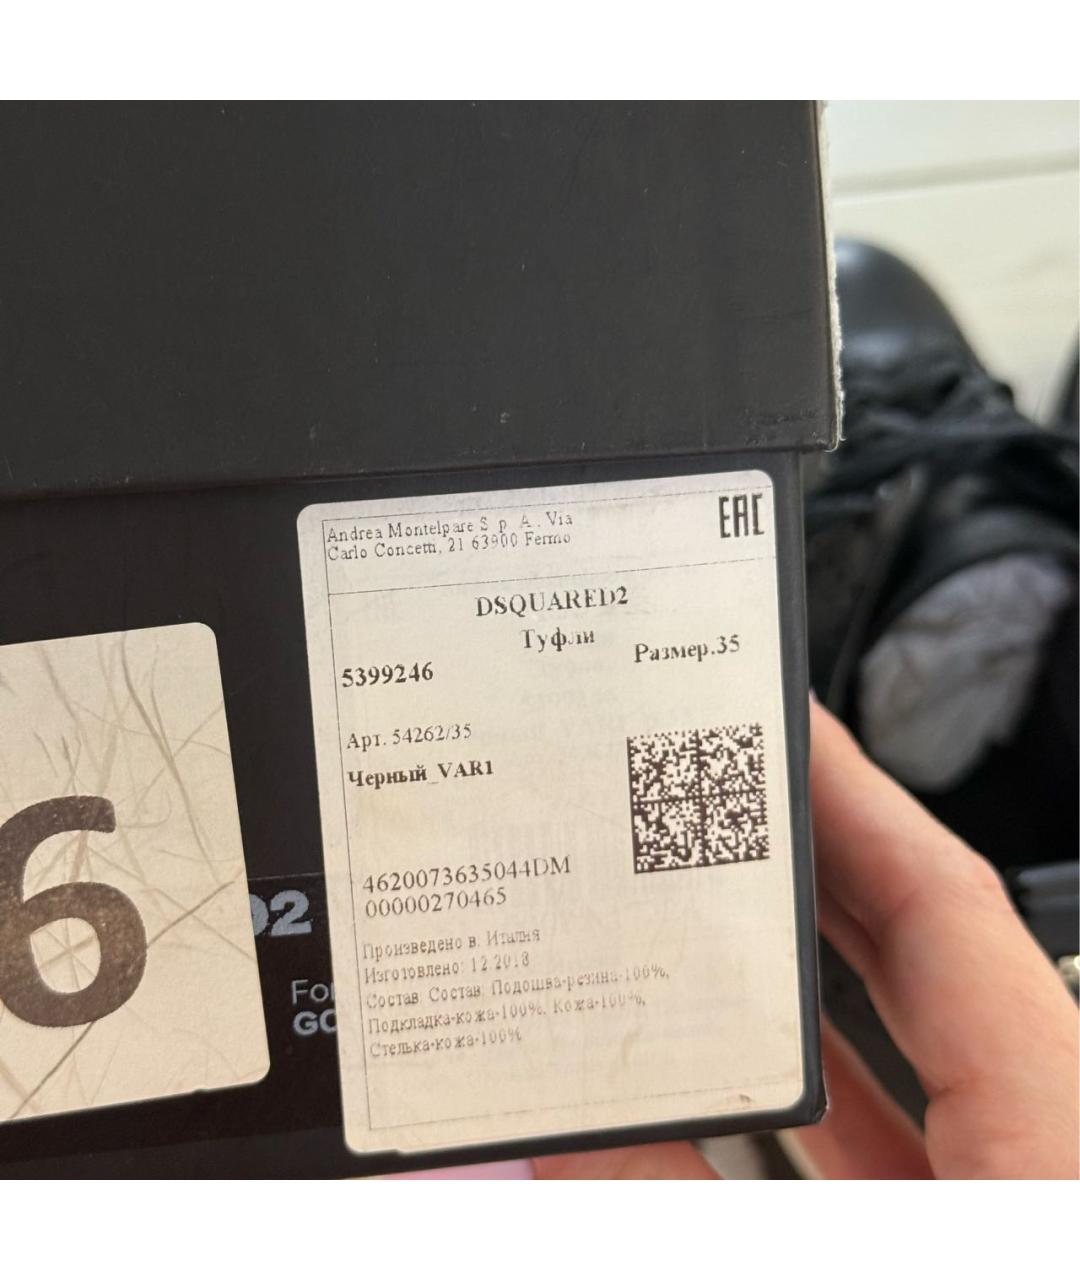 Andrea Montelpare S. p. A. . Via
Carlo Concetti, 21 63900 Fermo
EAC
DSQUARED2
Туфли
5399246
Размер.35
Арт. 54262/35
Черный_VAR1
4620073635044DM
00000270465
Произведено в: Италия
Изготовлено: 12.2018
Состав: Состав: Подошва-резина-100%,
Подкладка-кожа-100%, Кожа-100%,
Стелька-кожа-100%
6
D2
For
GO